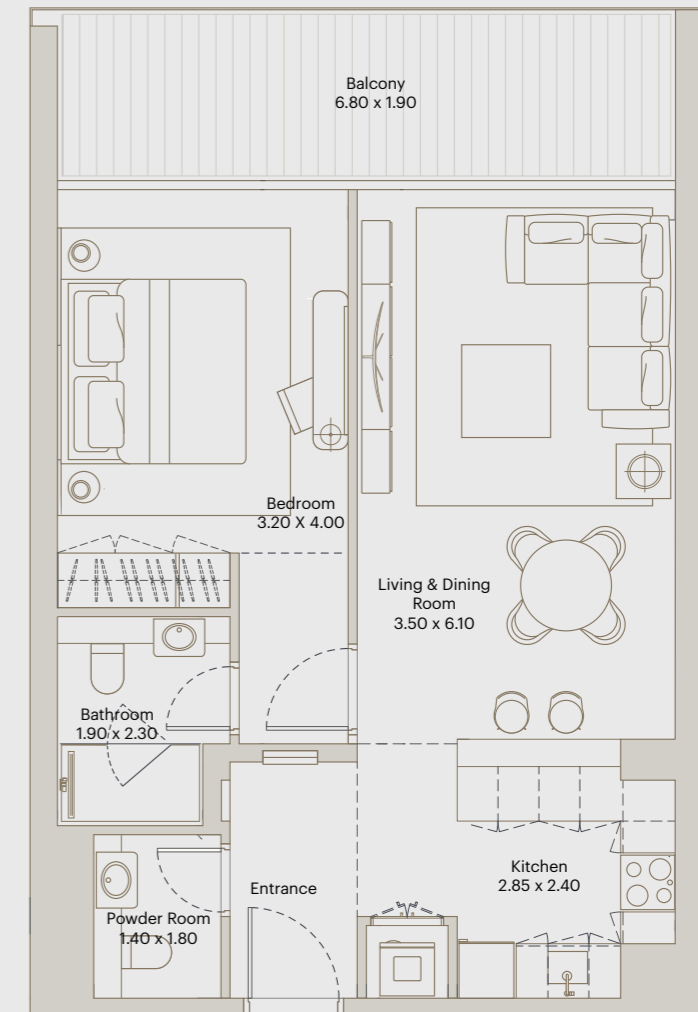 Balcony
6.80 x 1.90
Bedroom
3.20 X 4.00
Living & Dining
Room
3.50 x 6.10
Bathroom
1.90 x 2.30
Kitchen
2.85 x 2.40
Entrance
Powder Room
1.40 x 1.80